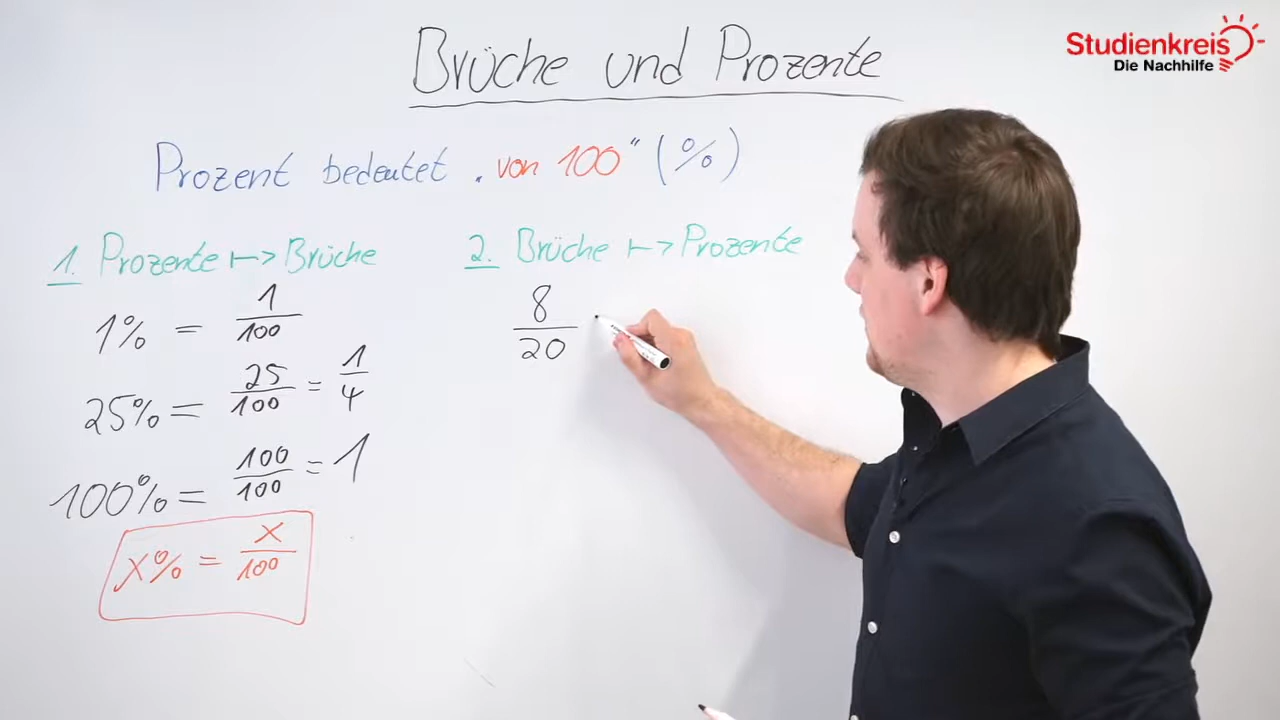 Brüche und Prozente
Studienkreis
Die Nachhilfe
Prozent bedeutet „von 100" (%)
1. Prozente ↦ Brüche
1% = 1/100
25% = 25/100 = 1/4
100% = 100/100 = 1
x% = x/100
2. Brüche ↦ Prozente
8/20